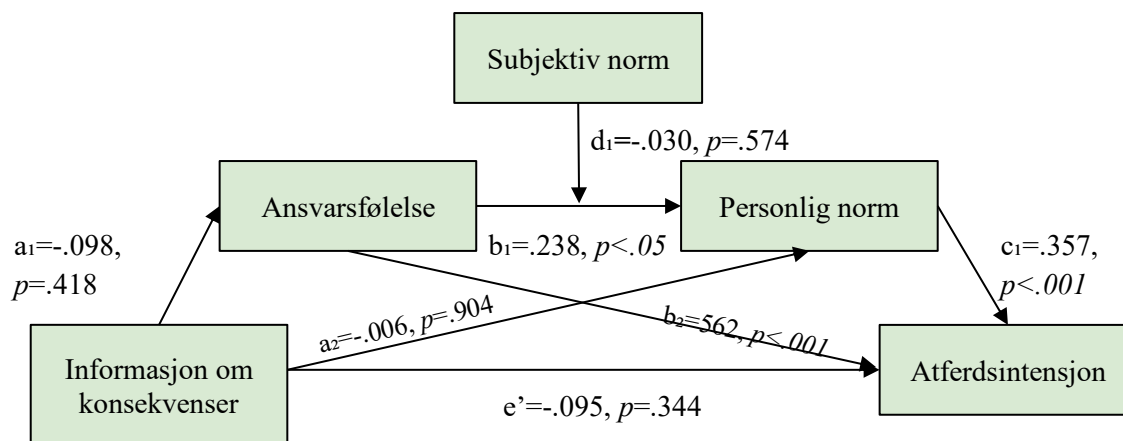 Subjektiv norm
d₁=-.030, p=.574
Ansvarsfølelse
Personlig norm
a₁=-.098,
p=.418
b₁=.238, p<.05
c₁=.357,
p<.001
a₂=-.006, p=.904
b₂=562, p<.001
Informasjon om
konsekvenser
Atferdsintensjon
e’=-.095, p=.344